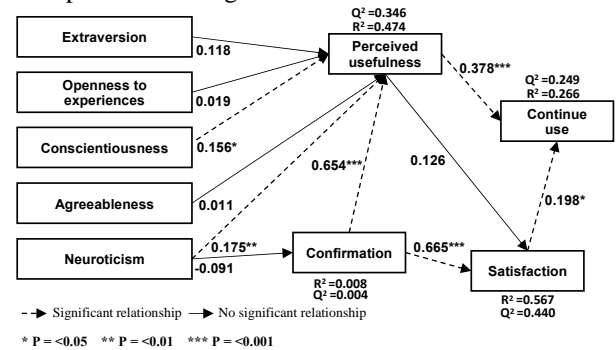 Q² =0.346
R² =0.474
Extraversion
0.118
Perceived
usefulness
0.378***
Openness to
experiences
0.019
Q² =0.249
R² =0.266
Continue
use
Conscientiousness
0.156*
0.654***
0.126
Agreeableness
0.011
0.198*
Neuroticism
0.175**
-0.091
Confirmation
0.665***
R² =0.008
Q² =0.004
Satisfaction
R² =0.567
Q² =0.440
Significant relationship
No significant relationship
* P = <0.05 ** P = <0.01 *** P = <0.001